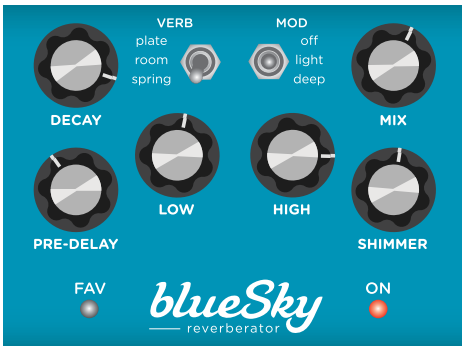 VERB
plate
room
spring
MOD
off
light
deep
DECAY
MIX
LOW
HIGH
PRE-DELAY
SHIMMER
FAV
ON
blueSky
reverberator